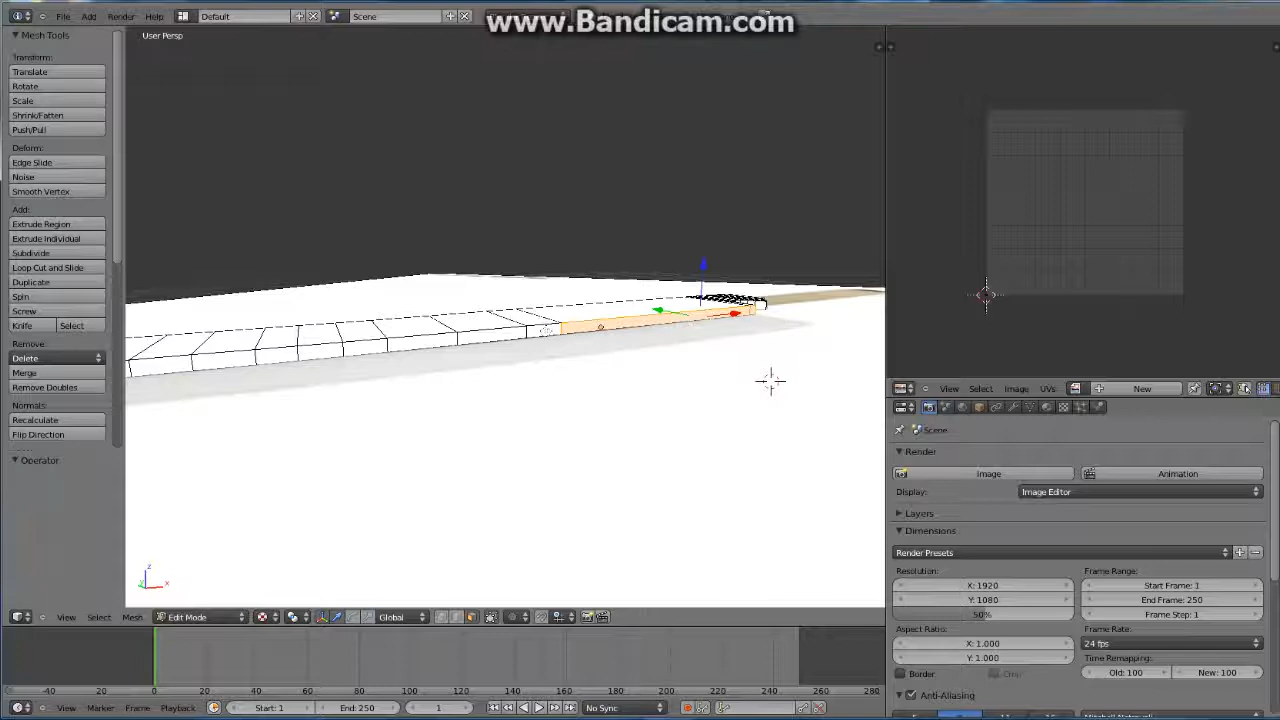 File Add Render Help Default Scene www.Bandicam.com
Mesh Tools
User Persp
Transform:
Translate
Rotate
Scale
Shrink/Fatten
Push/Pull
Deform:
Edge Slide
Noise
Smooth Vertex
Add:
Extrude Region
Extrude Individual
Subdivide
Loop Cut and Slide
Duplicate
Spin
Screw
Knife Select
Remove:
Delete
Merge
Remove Doubles
Normals:
Recalculate
Flip Direction
Operator
z
y x
View Select Mesh Edit Mode Global
-40 -20 0 20 40 60 80 100 120 140 160 180 200 220 240 260 280
View Marker Frame Playback Start: 1 End: 250 1 No Sync
View Select Image UVs New
Scene
Render
Image Animation
Display: Image Editor
Layers
Dimensions
Render Presets
Resolution: Frame Range:
X: 1920 Start Frame: 1
Y: 1080 End Frame: 250
50% Frame Step: 1
Aspect Ratio: Frame Rate:
X: 1.000 24 fps
Y: 1.000 Time Remapping:
Border Crop Old: 100 New: 100
Anti-Aliasing